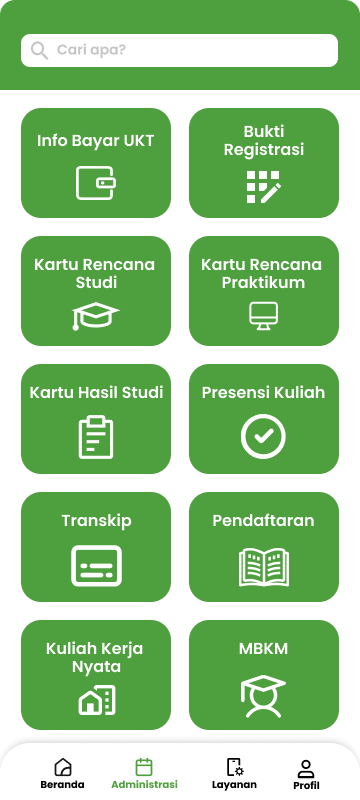 Cari apa?
Info Bayar UKT
Bukti
Registrasi
Kartu Rencana
Studi
Kartu Rencana
Praktikum
Kartu Hasil Studi
Presensi Kuliah
Transkip
Pendaftaran
Kuliah Kerja
Nyata
MBKM
Beranda
Administrasi
Layanan
Profil